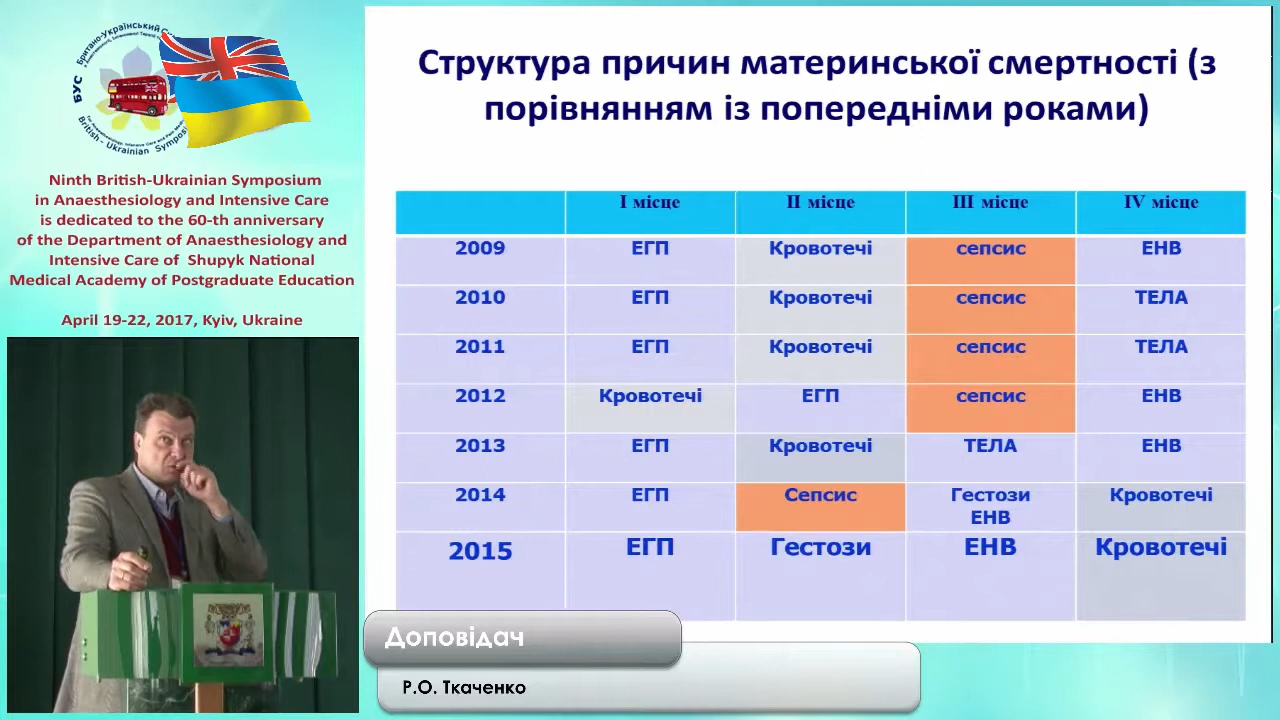 Британо-Український
БУС
British - Ukrainian Symposi
Ninth British-Ukrainian Symposium
in Anaesthesiology and Intensive Care
is dedicated to the 60-th anniversary
of the Department of Anaesthesiology and
Intensive Care of Shupyk National
Medical Academy of Postgraduate Education
April 19-22, 2017, Kyiv, Ukraine
Структура причин материнської смертності (з
порівнянням із попередніми роками)
I місце II місце III місце IV місце
2009 ЕГП Кровотечі сепсис ЕНВ
2010 ЕГП Кровотечі сепсис ТЕЛА
2011 ЕГП Кровотечі сепсис ТЕЛА
2012 Кровотечі ЕГП сепсис ЕНВ
2013 ЕГП Кровотечі ТЕЛА ЕНВ
2014 ЕГП Сепсис Гестози Кровотечі
ЕНВ
2015 ЕГП Гестози ЕНВ Кровотечі
Доповідач
Р.О. Ткаченко